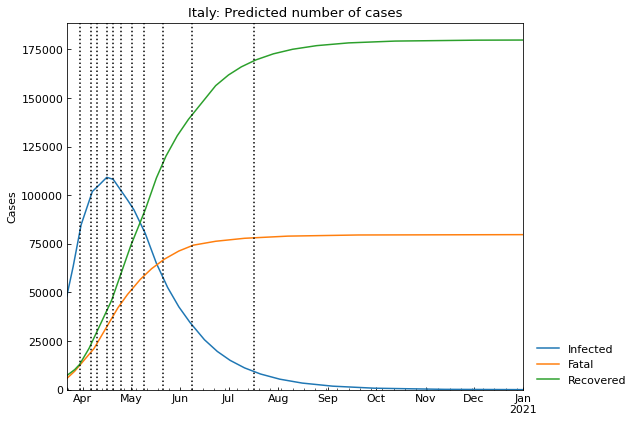 Italy: Predicted number of cases
175000
150000
125000
100000
75000
50000
25000
0
Cases
Apr May Jun Jul Aug Sep Oct Nov Dec Jan
2021
Infected
Fatal
Recovered